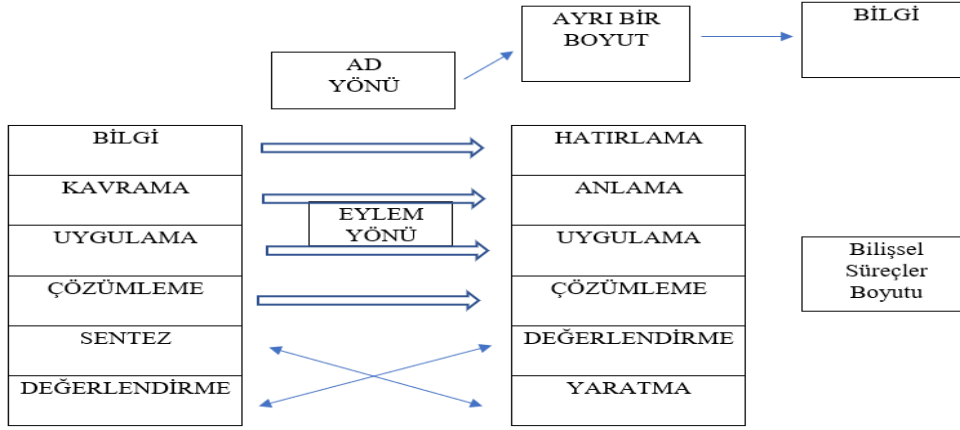 AYRI BİR
BOYUT
BİLGİ
AD
YÖNÜ
BİLGİ
HATIRLAMA
KAVRAMA
ANLAMA
EYLEM
YÖNÜ
UYGULAMA
UYGULAMA
Bilişsel
Süreçler
Boyutu
ÇÖZÜMLEME
ÇÖZÜMLEME
SENTEZ
DEĞERLENDİRME
DEĞERLENDİRME
YARATMA